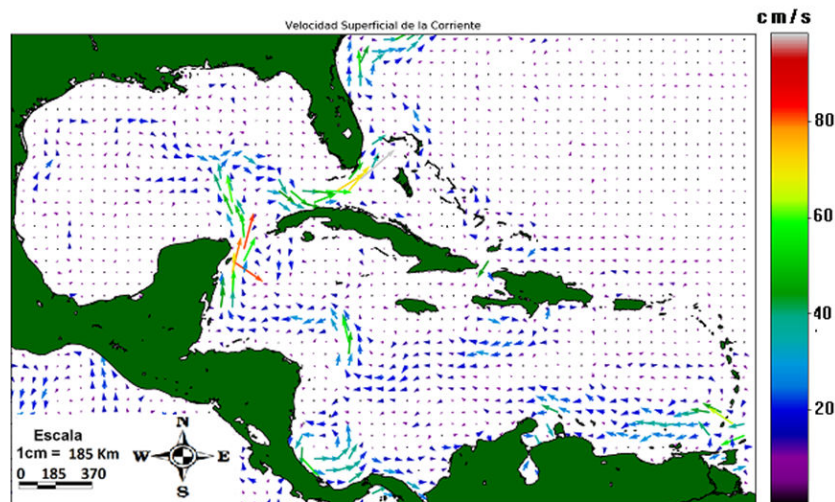 Velocidad Superficial de la Corriente
cm/s
80
60
40
20
Escala
1cm = 185 Km
0 185 370
N
W E
S